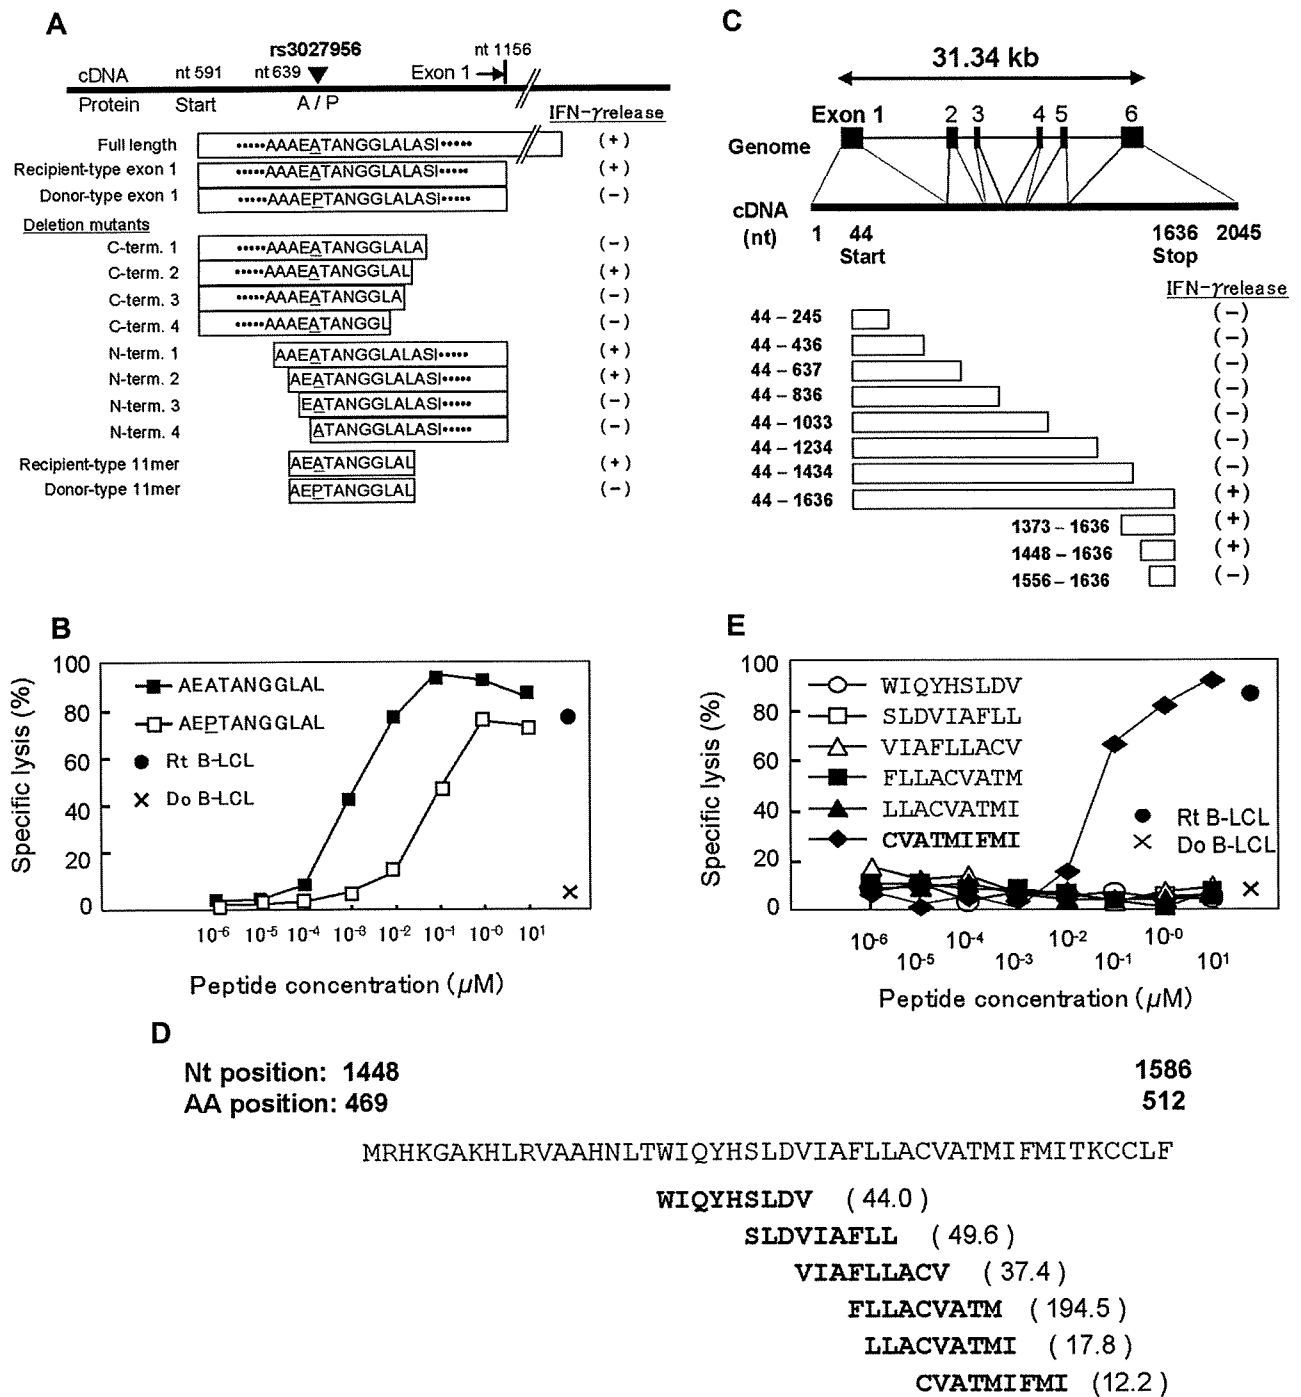 A
rs3027956
cDNA nt 591 nt 639 Exon 1 nt 1156
Protein Start A / P
IFN-γrelease
Full length •••••AAAEATANGGLALASI••••• (+)
Recipient-type exon 1 •••••AAAEATANGGLALASI••••• (+)
Donor-type exon 1 •••••AAAEPTANGGLALASI••••• (−)
Deletion mutants
C-term. 1 •••••AAAEATANGGLALA (−)
C-term. 2 •••••AAAEATANGGLAL (+)
C-term. 3 •••••AAAEATANGGLA (−)
C-term. 4 •••••AAAEATANGGL (−)
N-term. 1 AAEATANGGLALASI••••• (+)
N-term. 2 AEATANGGLALASI••••• (+)
N-term. 3 EATANGGLALASI••••• (−)
N-term. 4 ATANGGLALASI••••• (−)
Recipient-type 11mer AEATANGGLAL (+)
Donor-type 11mer AEPTANGGLAL (−)
C
31.34 kb
Exon 1 2 3 4 5 6
Genome
cDNA
(nt) 1 44 1636 2045
Start Stop
IFN-γrelease
44 – 245 (−)
44 – 436 (−)
44 – 637 (−)
44 – 836 (−)
44 – 1033 (−)
44 – 1234 (−)
44 – 1434 (−)
44 – 1636 (+)
1373 – 1636 (+)
1448 – 1636 (+)
1556 – 1636 (−)
B
Specific lysis (%)
100
80
60
40
20
0
AEATANGGLAL
AEPTANGGLAL
Rt B-LCL
Do B-LCL
10-6 10-5 10-4 10-3 10-2 10-1 10-0 101
Peptide concentration (μM)
E
Specific lysis (%)
100
80
60
40
20
0
WIQYHSLDV
SLDVIAFLL
VIAFLLACV
FLLACVATM
LLACVATMI
CVATMIFMI
Rt B-LCL
Do B-LCL
10-6 10-4 10-2 10-0
10-5 10-3 10-1 101
Peptide concentration (μM)
D
Nt position: 1448 1586
AA position: 469 512
MRHKGAKHLRVAAHNLTWIQYHSLDVIAFLLACVATMIFMITKCCLF
WIQYHSLDV ( 44.0 )
SLDVIAFLL ( 49.6 )
VIAFLLACV ( 37.4 )
FLLACVATM ( 194.5 )
LLACVATMI ( 17.8 )
CVATMIFMI (12.2 )